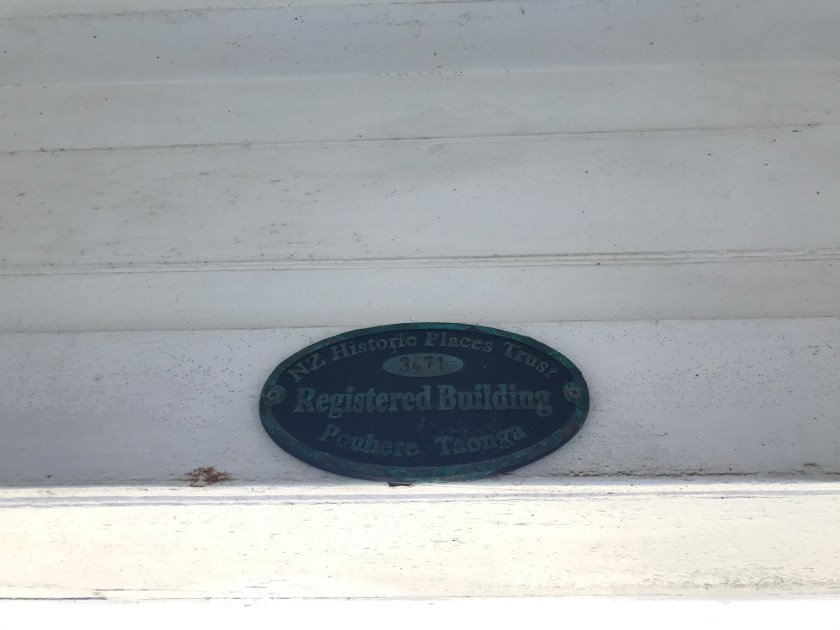 NZ Historic Places Trust
3471
Registered Building
Pouhere Taonga